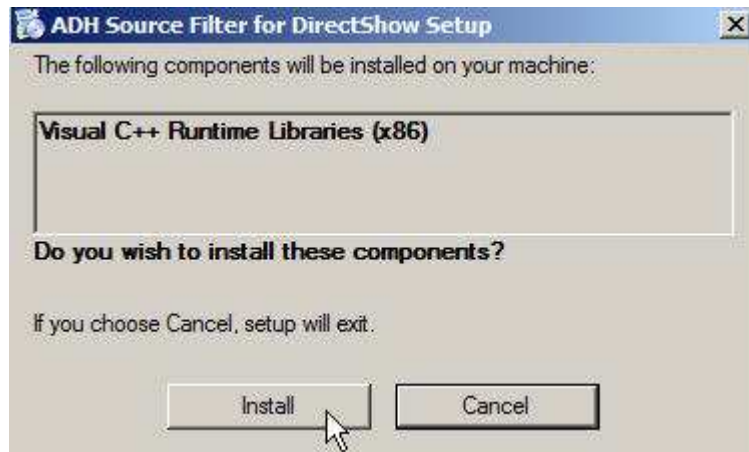 ADH Source Filter for DirectShow Setup
The following components will be installed on your machine:
Visual C++ Runtime Libraries (x86)
Do you wish to install these components?
If you choose Cancel, setup will exit.
Install
Cancel